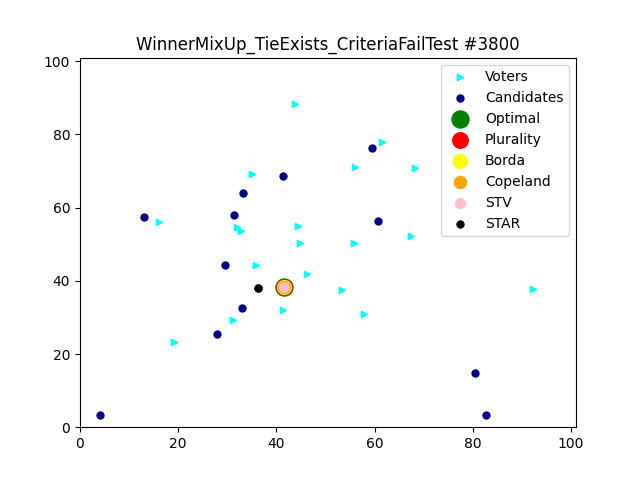 WinnerMixUp_TieExists_CriteriaFailTest #3800
Voters
Candidates
Optimal
Plurality
Borda
Copeland
STV
STAR
100
80
60
40
20
0
0 20 40 60 80 100